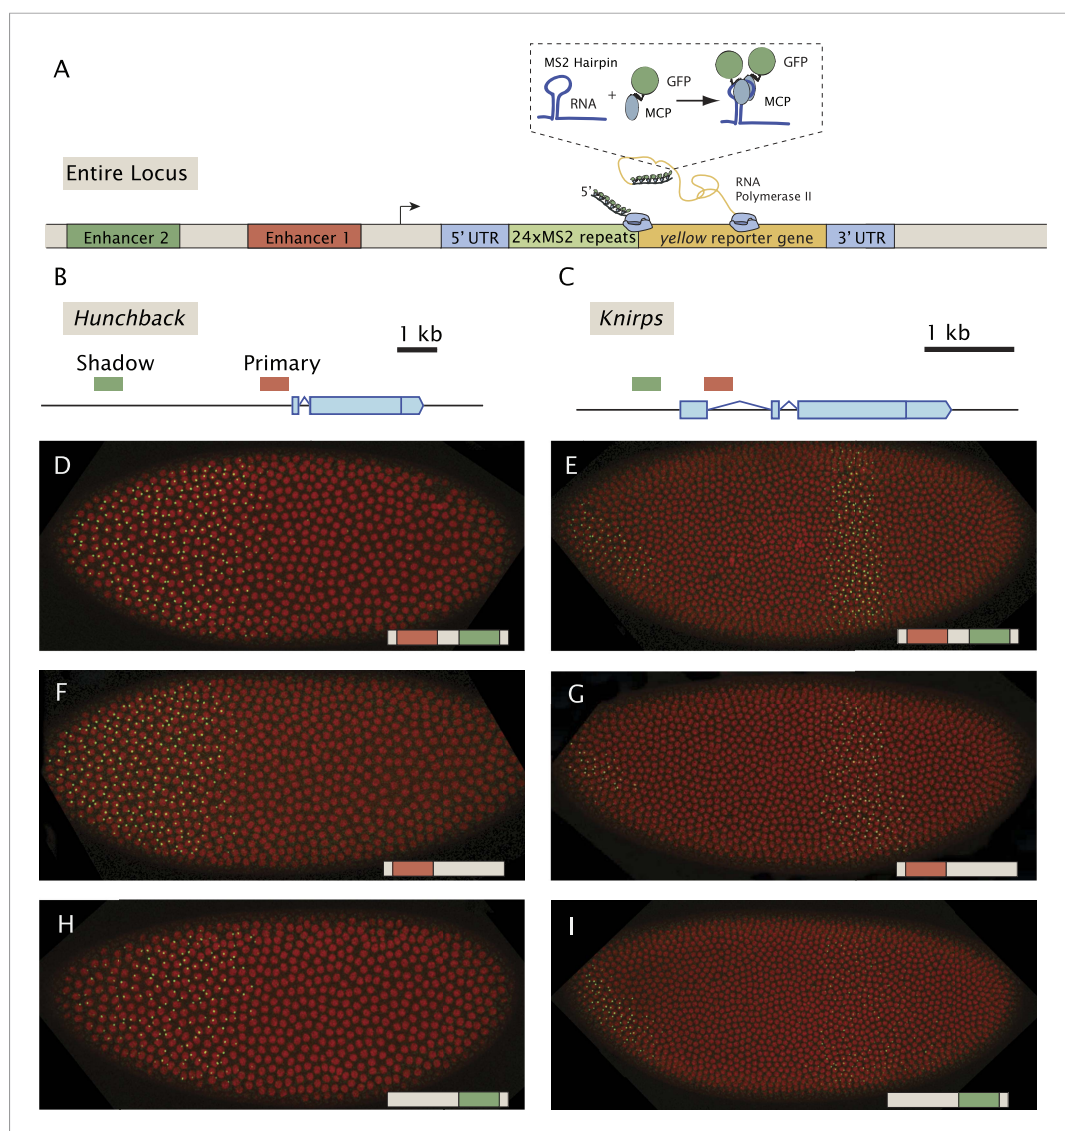 A
MS2 Hairpin
RNA
+
GFP
MCP
GFP
MCP
Entire Locus
5'
RNA
Polymerase II
Enhancer 2
Enhancer 1
5' UTR
24xMS2 repeats
yellow reporter gene
3' UTR
B
Hunchback
1 kb
Shadow
Primary
C
Knirps
1 kb
D
E
F
G
H
I